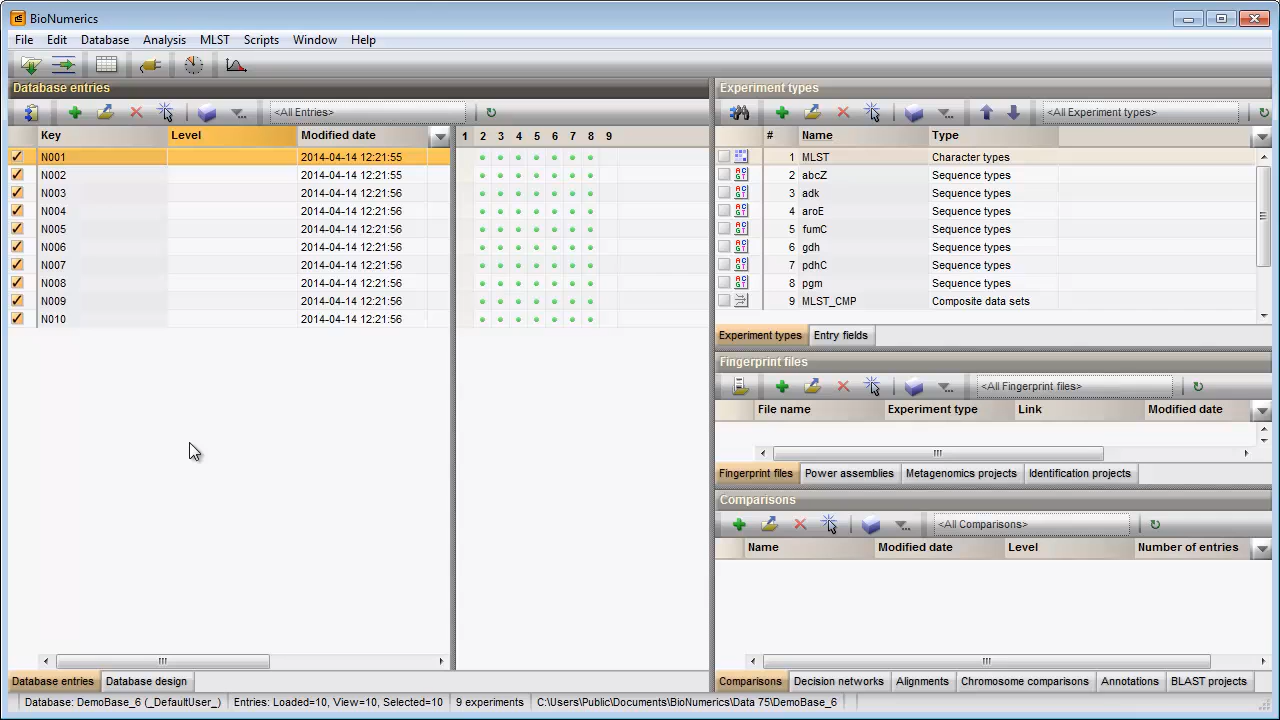 BioNumerics
File Edit Database Analysis MLST Scripts Window Help
Database entries
<All Entries>
Key Level Modified date 1 2 3 4 5 6 7 8 9
N001 2014-04-14 12:21:55
N002 2014-04-14 12:21:55
N003 2014-04-14 12:21:56
N004 2014-04-14 12:21:56
N005 2014-04-14 12:21:56
N006 2014-04-14 12:21:56
N007 2014-04-14 12:21:56
N008 2014-04-14 12:21:56
N009 2014-04-14 12:21:56
N010 2014-04-14 12:21:56
Database entries Database design
Experiment types
<All Experiment types>
# Name Type
1 MLST Character types
2 abcZ Sequence types
3 adk Sequence types
4 aroE Sequence types
5 fumC Sequence types
6 gdh Sequence types
7 pdhC Sequence types
8 pgm Sequence types
9 MLST_CMP Composite data sets
Experiment types Entry fields
Fingerprint files
<All Fingerprint files>
File name Experiment type Link Modified date
Fingerprint files Power assemblies Metagenomics projects Identification projects
Comparisons
<All Comparisons>
Name Modified date Level Number of entries
Comparisons Decision networks Alignments Chromosome comparisons Annotations BLAST projects
Database: DemoBase_6 (_DefaultUser_) Entries: Loaded=10, View=10, Selected=10 9 experiments C:\Users\Public\Documents\BioNumerics\Data 75\DemoBase_6